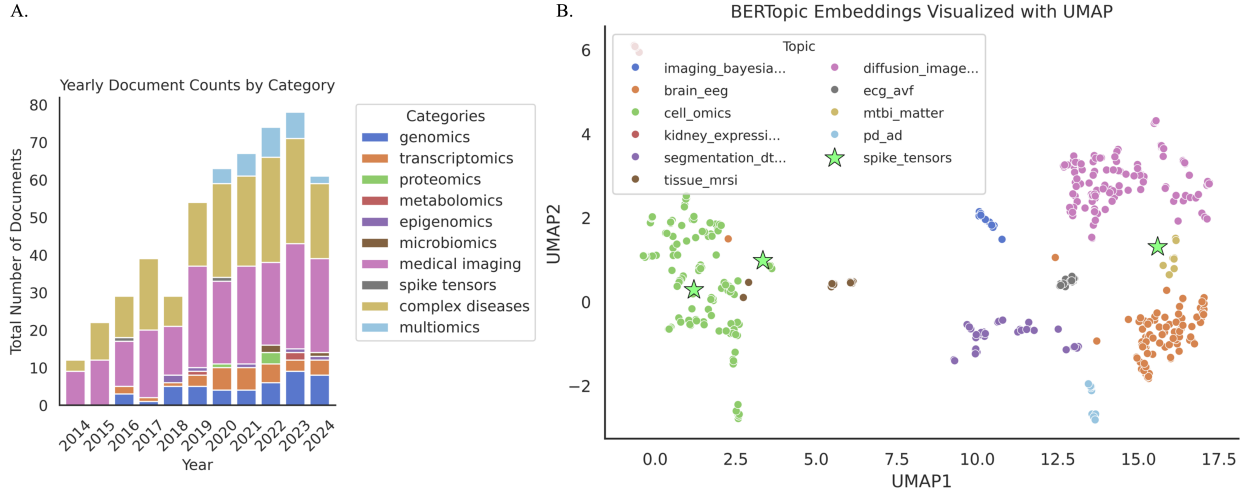 A.
Yearly Document Counts by Category
Total Number of Documents
80
70
60
50
40
30
20
10
0
2014
2015
2016
2017
2018
2019
2020
2021
2022
2023
2024
Year
Categories
genomics
transcriptomics
proteomics
metabolomics
epigenomics
microbiomics
medical imaging
spike tensors
complex diseases
multiomics
B.
BERTopic Embeddings Visualized with UMAP
UMAP2
6
4
2
0
−2
Topic
imaging_bayesia...
brain_eeg
cell_omics
kidney_expressi...
segmentation_dt...
tissue_mrsi
diffusion_image...
ecg_avf
mtbi_matter
pd_ad
spike_tensors
0.0
2.5
5.0
7.5
10.0
12.5
15.0
17.5
UMAP1